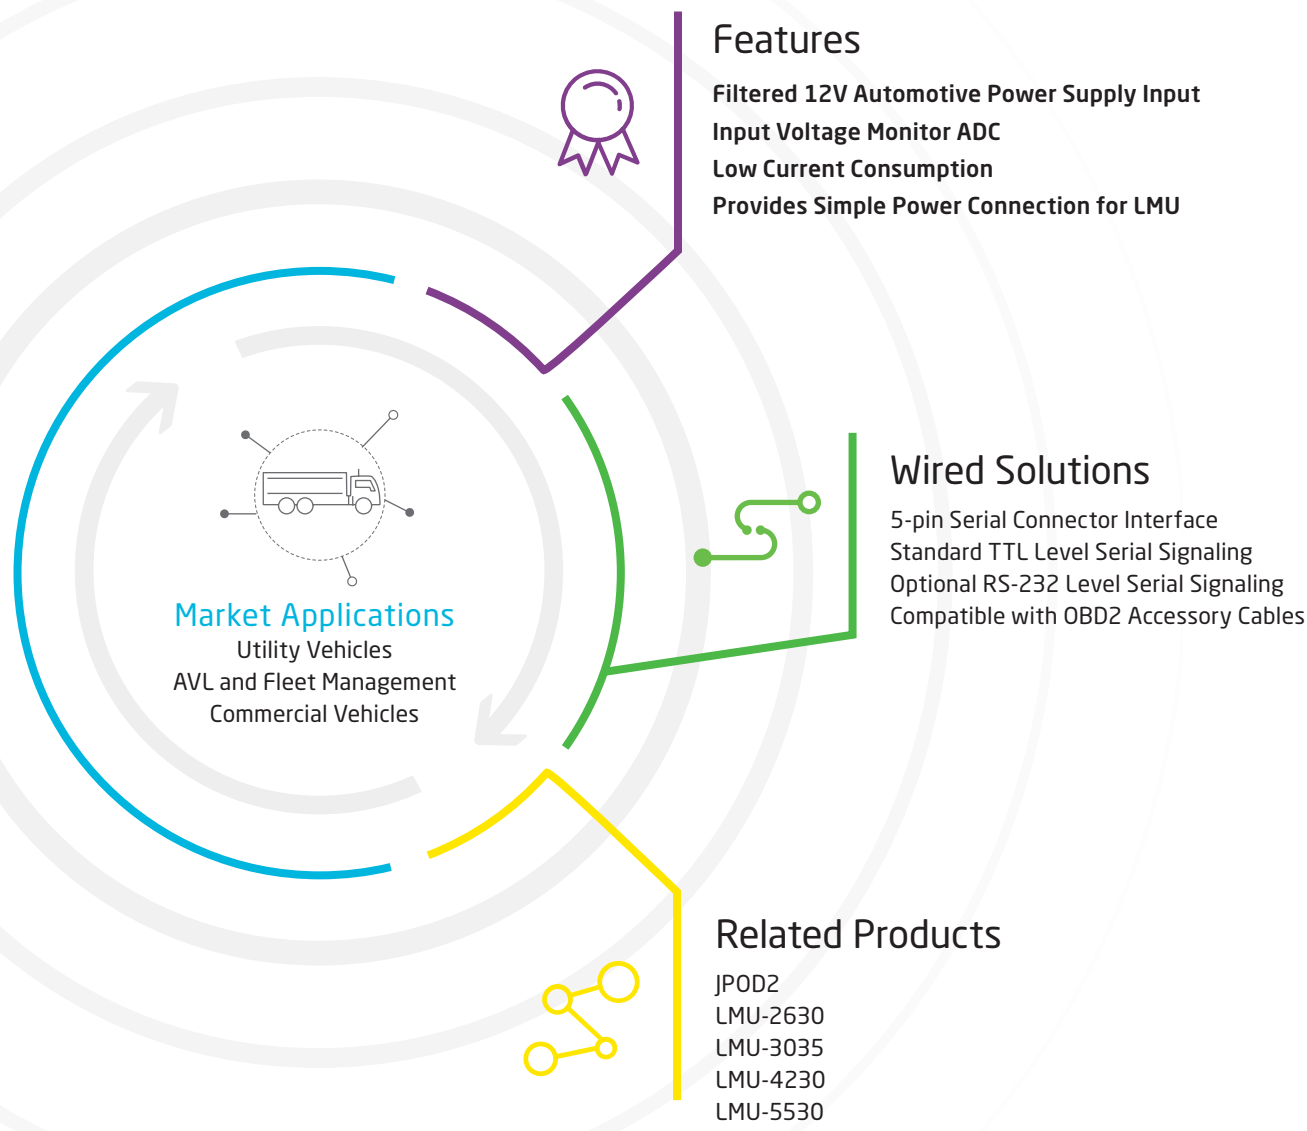 Features
Filtered 12V Automotive Power Supply Input
Input Voltage Monitor ADC
Low Current Consumption
Provides Simple Power Connection for LMU
Wired Solutions
5-pin Serial Connector Interface
Standard TTL Level Serial Signaling
Optional RS-232 Level Serial Signaling
Compatible with OBD2 Accessory Cables
Market Applications
Utility Vehicles
AVL and Fleet Management
Commercial Vehicles
Related Products
JPOD2
LMU-2630
LMU-3035
LMU-4230
LMU-5530